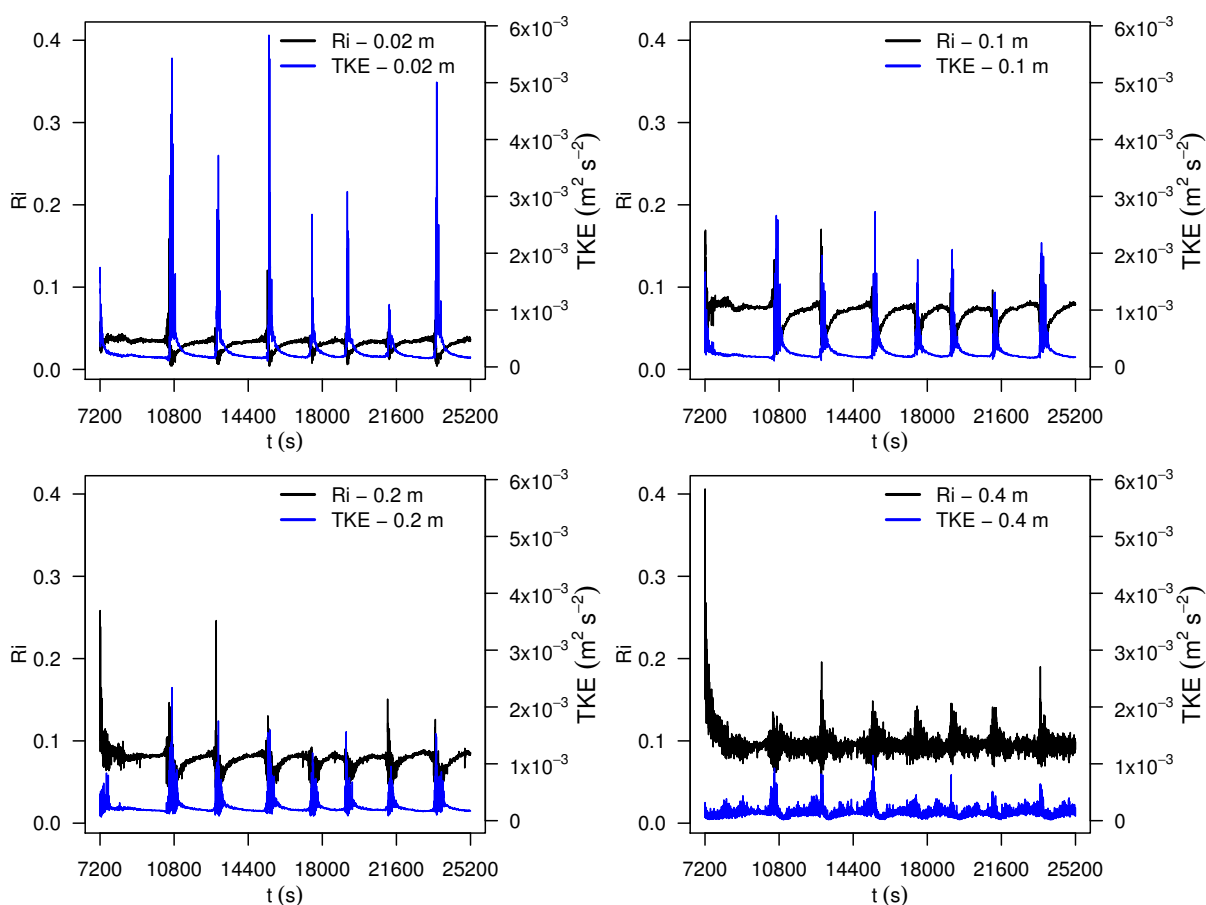 Ri − 0.02 m
TKE − 0.02 m
0.0
0.1
0.2
0.3
0.4
Ri
0
1x10⁻³
2x10⁻³
3x10⁻³
4x10⁻³
5x10⁻³
6x10⁻³
TKE (m² s⁻²)
7200 10800 14400 18000 21600 25200
t (s)
Ri − 0.1 m
TKE − 0.1 m
0.0
0.1
0.2
0.3
0.4
Ri
0
1x10⁻³
2x10⁻³
3x10⁻³
4x10⁻³
5x10⁻³
6x10⁻³
TKE (m² s⁻²)
7200 10800 14400 18000 21600 25200
t (s)
Ri − 0.2 m
TKE − 0.2 m
0.0
0.1
0.2
0.3
0.4
Ri
0
1x10⁻³
2x10⁻³
3x10⁻³
4x10⁻³
5x10⁻³
6x10⁻³
TKE (m² s⁻²)
7200 10800 14400 18000 21600 25200
t (s)
Ri − 0.4 m
TKE − 0.4 m
0.0
0.1
0.2
0.3
0.4
Ri
0
1x10⁻³
2x10⁻³
3x10⁻³
4x10⁻³
5x10⁻³
6x10⁻³
TKE (m² s⁻²)
7200 10800 14400 18000 21600 25200
t (s)